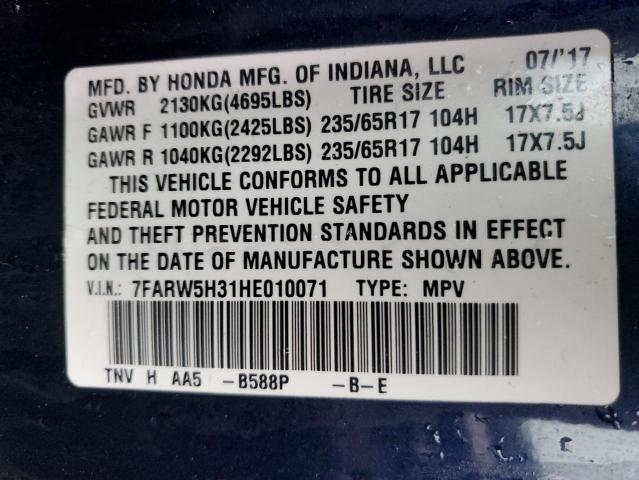 MFD. BY HONDA MFG. OF INDIANA, LLC 07/'17
GVWR 2130KG(4695LBS) TIRE SIZE RIM SIZE
GAWR F 1100KG(2425LBS) 235/65R17 104H 17X7.5J
GAWR R 1040KG(2292LBS) 235/65R17 104H 17X7.5J
THIS VEHICLE CONFORMS TO ALL APPLICABLE
FEDERAL MOTOR VEHICLE SAFETY
AND THEFT PREVENTION STANDARDS IN EFFECT
ON THE DATE OF MANUFACTURE SHOWN ABOVE.
V.I.N.: 7FARW5H31HE010071 TYPE: MPV
TNV H AA5 -B588P -B-E